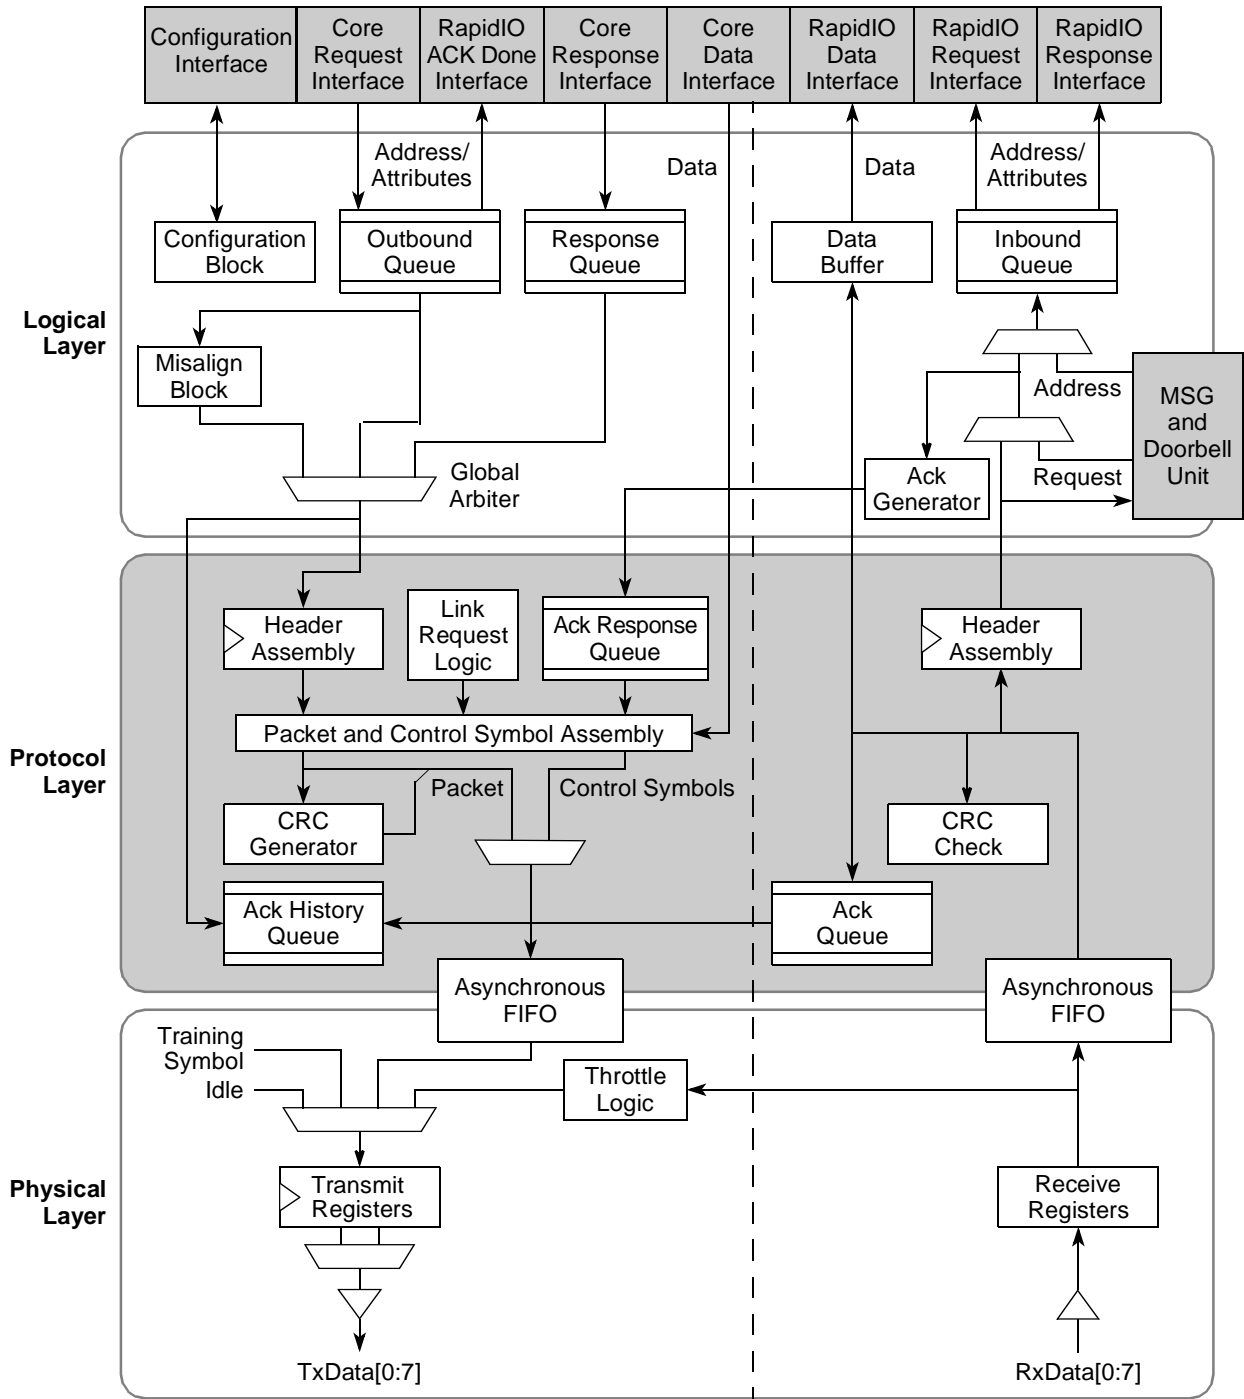 Configuration
Interface
Core
Request
Interface
RapidIO
ACK Done
Interface
Core
Response
Interface
Core
Data
Interface
RapidIO
Data
Interface
RapidIO
Request
Interface
RapidIO
Response
Interface
Address/
Attributes
Data
Data
Address/
Attributes
Configuration
Block
Outbound
Queue
Response
Queue
Data
Buffer
Inbound
Queue
Logical
Layer
Misalign
Block
Address
MSG
and
Doorbell
Unit
Global
Arbiter
Ack
Generator
Request
Header
Assembly
Link
Request
Logic
Ack Response
Queue
Header
Assembly
Packet and Control Symbol Assembly
Protocol
Layer
Packet
Control Symbols
CRC
Generator
CRC
Check
Ack History
Queue
Ack
Queue
Asynchronous
FIFO
Asynchronous
FIFO
Training
Symbol
Idle
Throttle
Logic
Physical
Layer
Transmit
Registers
Receive
Registers
TxData[0:7]
RxData[0:7]